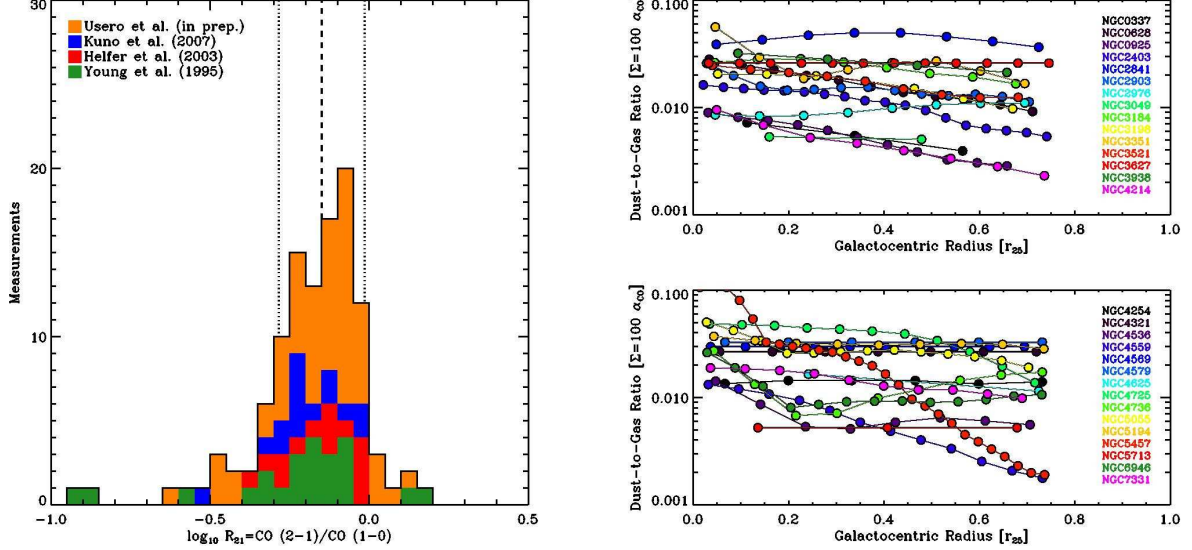 30
20
10
0
Measurements
Usero et al. (in prep.)
Kuno et al. (2007)
Helfer et al. (2003)
Young et al. (1995)
-1.0 -0.5 0.0 0.5
log₁₀ R₂₁=CO (2-1)/CO (1-0)
0.010
0.001
Dust-to-Gas Ratio [Σ=100 α_CO]
NGC0337
NGC0628
NGC0925
NGC2403
NGC2841
NGC2903
NGC2976
NGC3049
NGC3184
NGC3198
NGC3351
NGC3521
NGC3627
NGC3938
NGC4214
0.0 0.2 0.4 0.6 0.8 1.0
Galactocentric Radius [r₂₅]
0.100
0.010
0.001
Dust-to-Gas Ratio [Σ=100 α_CO]
NGC4254
NGC4321
NGC4536
NGC4559
NGC4569
NGC4579
NGC4625
NGC4725
NGC4736
NGC5055
NGC5194
NGC5457
NGC5713
NGC6946
NGC7331
0.0 0.2 0.4 0.6 0.8 1.0
Galactocentric Radius [r₂₅]